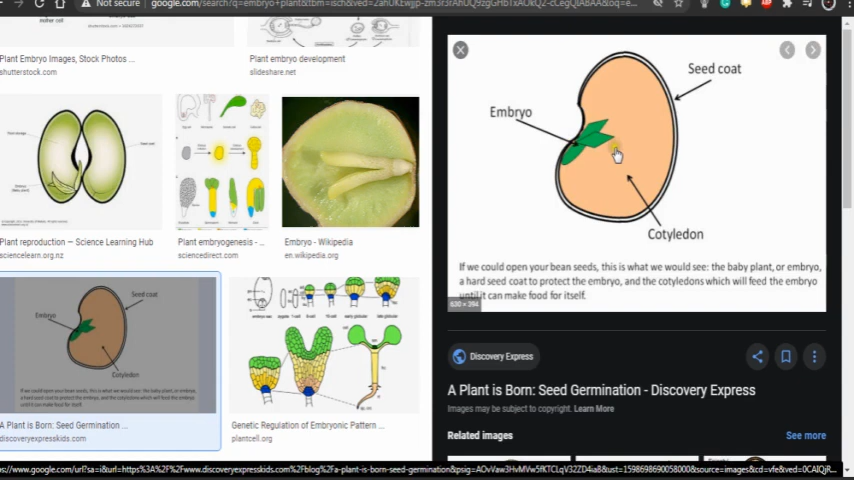 Not secure
google.com/search?q=embryo+plant&tbm=isch&ved=
mother cell
Plant Embryo Images, Stock Photos ...
shutterstock.com
Plant embryo development
slideshare.net
Plant reproduction — Science Learning Hub
sciencelearn.org.nz
Plant embryogenesis - ...
sciencedirect.com
Embryo - Wikipedia
en.wikipedia.org
Seed coat
Embryo
Cotyledon
A Plant is Born: Seed Germination ...
discoveryexpresskids.com
Genetic Regulation of Embryonic Pattern ...
plantcell.org
Seed coat
Embryo
Cotyledon
If we could open your bean seeds, this is what we would see: the baby plant, or embryo,
a hard seed coat to protect the embryo, and the cotyledons which will feed the embryo
until it can make food for itself.
630 × 394
Discovery Express
A Plant is Born: Seed Germination - Discovery Express
Images may be subject to copyright. Learn More
Related images
See more